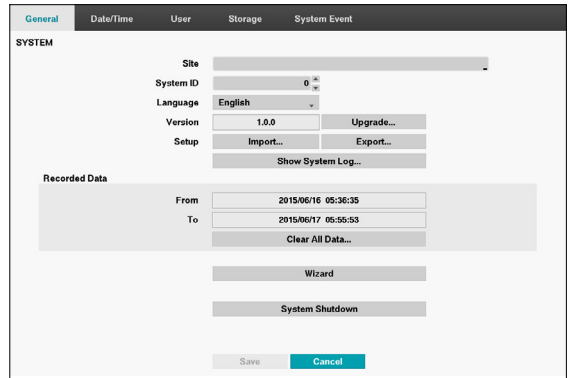 General Date/Time User Storage System Event
SYSTEM
Site
System ID 0
Language English
Version 1.0.0 Upgrade...
Setup Import... Export...
Show System Log...
Recorded Data
From 2015/06/16 05:36:35
To 2015/06/17 05:55:53
Clear All Data...
Wizard
System Shutdown
Save Cancel